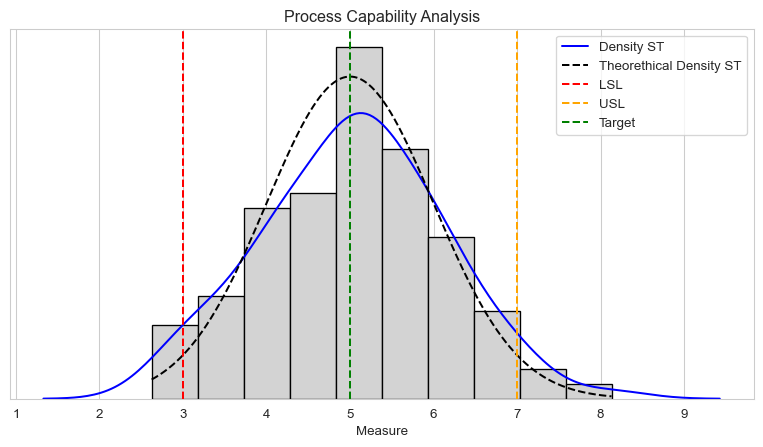 Process Capability Analysis
Density ST
Theorethical Density ST
LSL
USL
Target
1 2 3 4 5 6 7 8 9
Measure